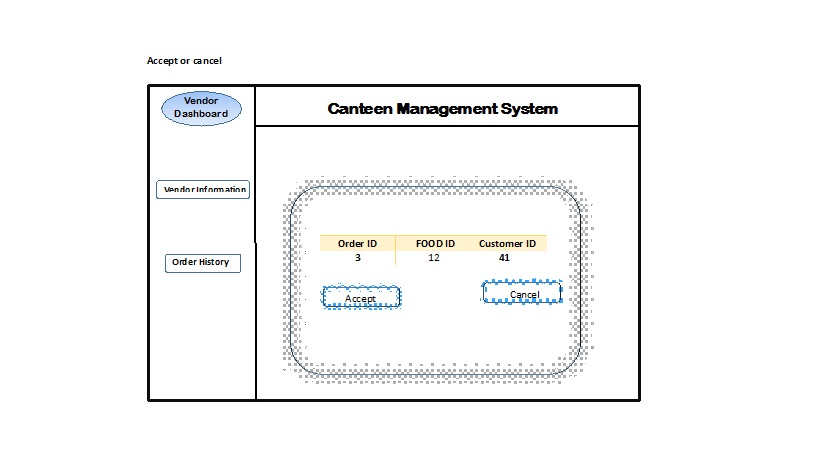 Accept or cancel
Vendor
Dashboard
Canteen Management System
Vendor Information
Order History
Order ID FOOD ID Customer ID
3 12 41
Accept Cancel